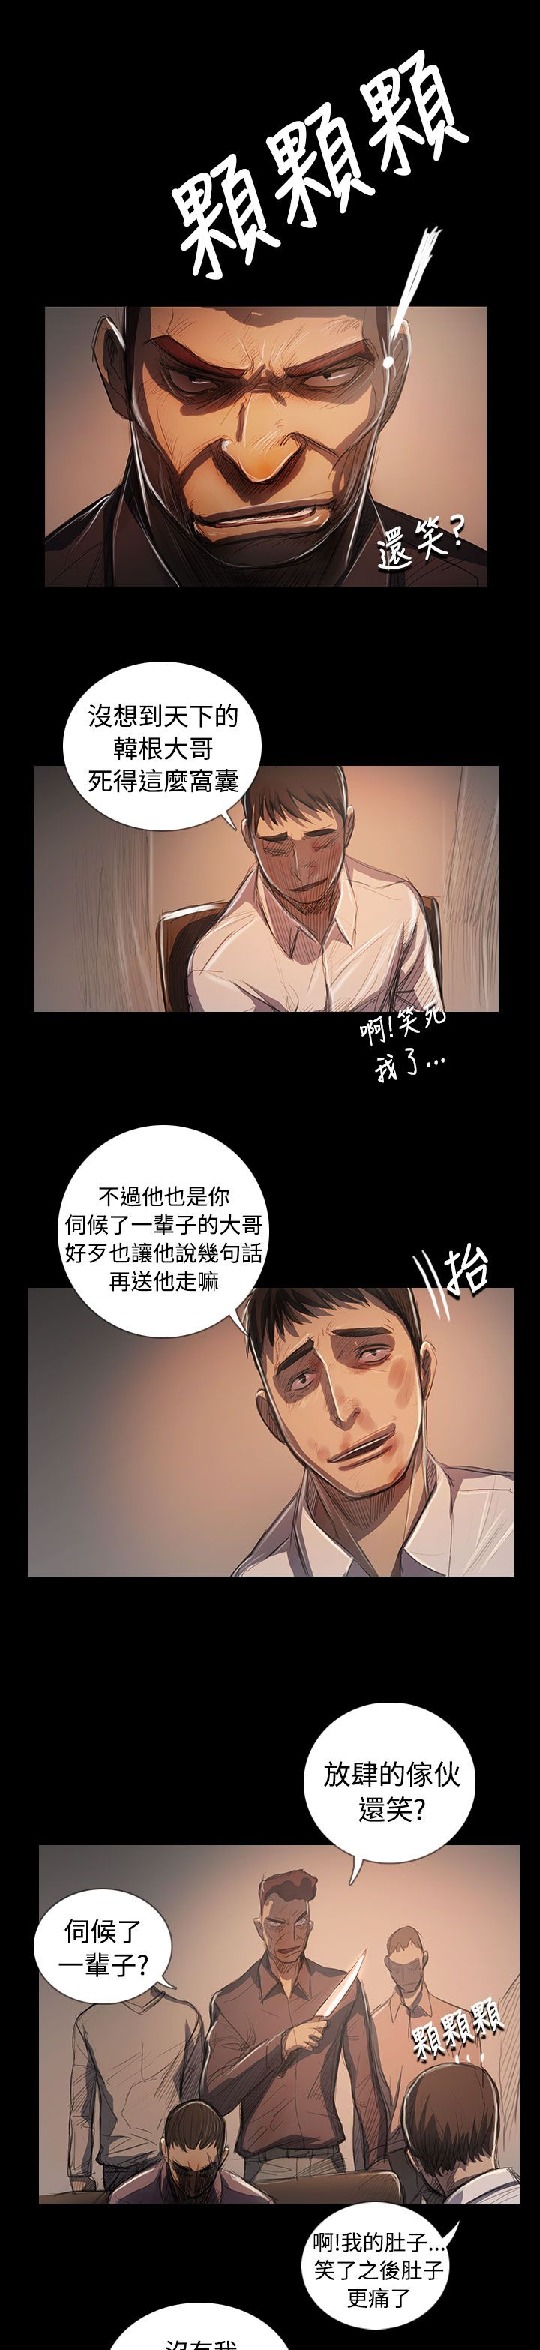 顆顆顆
還笑?
沒想到天下的
韓根大哥
死得這麼窩囊
啊!笑死
我了...
不過他也是你
伺候了一輩子的大哥
好歹也讓他說幾句話
再送他走嘛
抬
放肆的傢伙
還笑?
伺候了
一輩子?
顆顆顆
...
啊!我的肚子...
笑了之後肚子
更痛了
沒有我